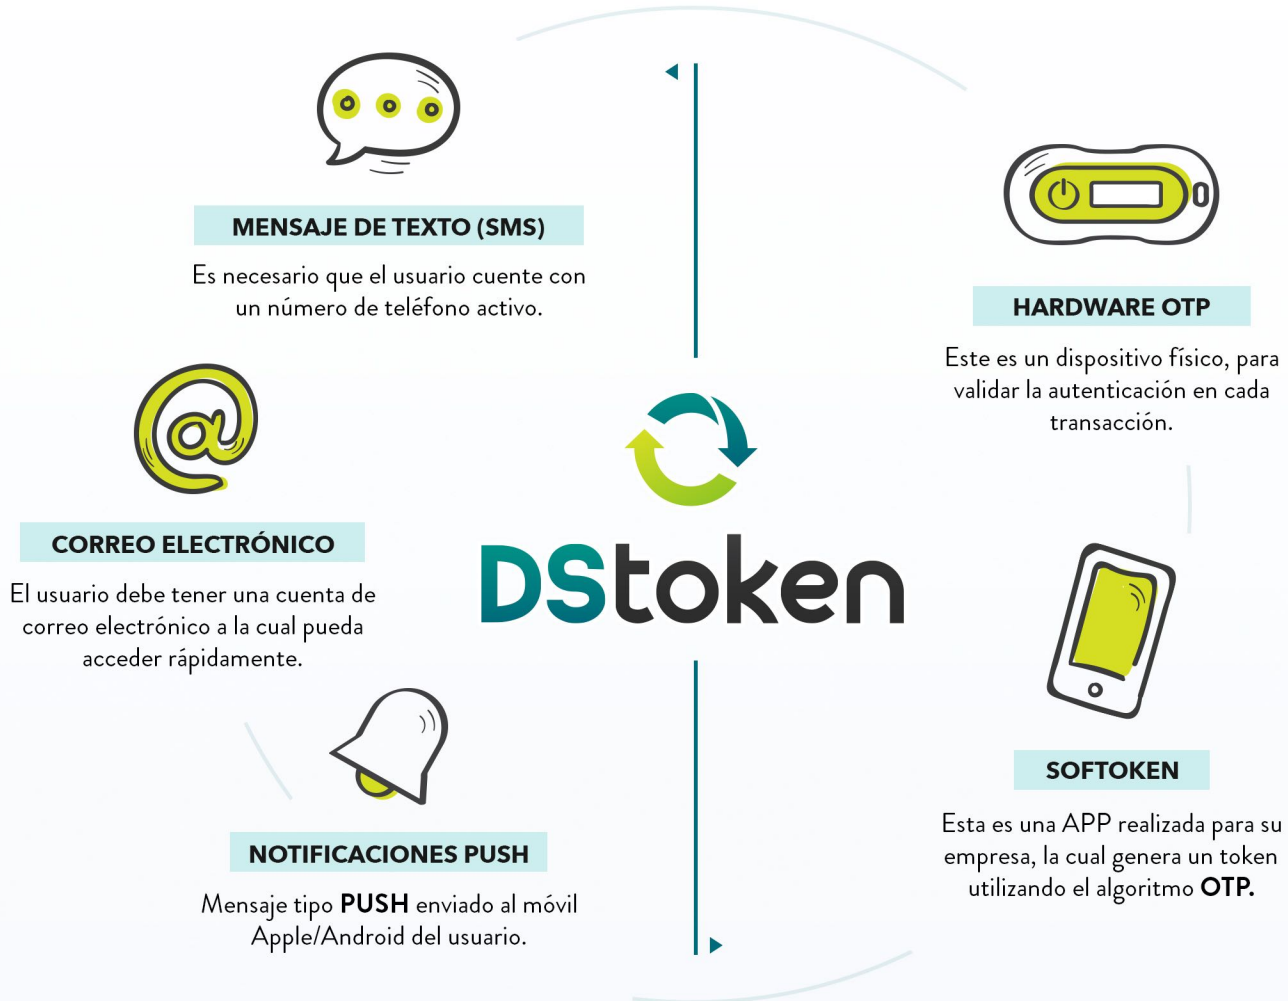 MENSAJE DE TEXTO (SMS)
Es necesario que el usuario cuente con
un número de teléfono activo.
CORREO ELECTRÓNICO
El usuario debe tener una cuenta de
correo electrónico a la cual pueda
acceder rápidamente.
NOTIFICACIONES PUSH
Mensaje tipo PUSH enviado al móvil
Apple/Android del usuario.
DStoken
HARDWARE OTP
Este es un dispositivo físico, para
validar la autenticación en cada
transacción.
SOFTOKEN
Esta es una APP realizada para su
empresa, la cual genera un token
utilizando el algoritmo OTP.